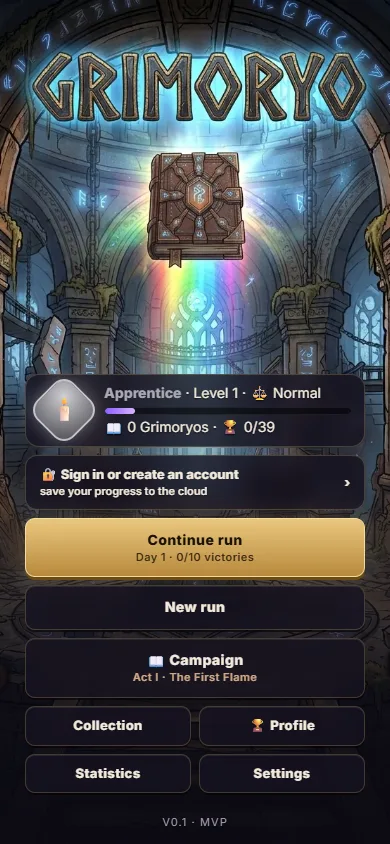 GRIMORYO
Apprentice · Level 1 · ⚖️ Normal
📖 0 Grimoryos · 🏆 0/39
🔐 Sign in or create an account
save your progress to the cloud
›
Continue run
Day 1 · 0/10 victories
New run
📖 Campaign
Act I · The First Flame
Collection
🏆 Profile
Statistics
Settings
V0.1 · MVP